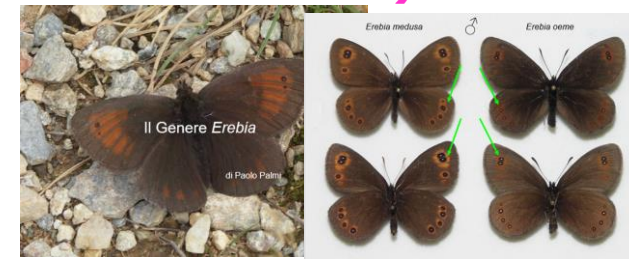 Il Genere Erebia
di Paolo Palmi
Erebia medusa ♂ Erebia oeme